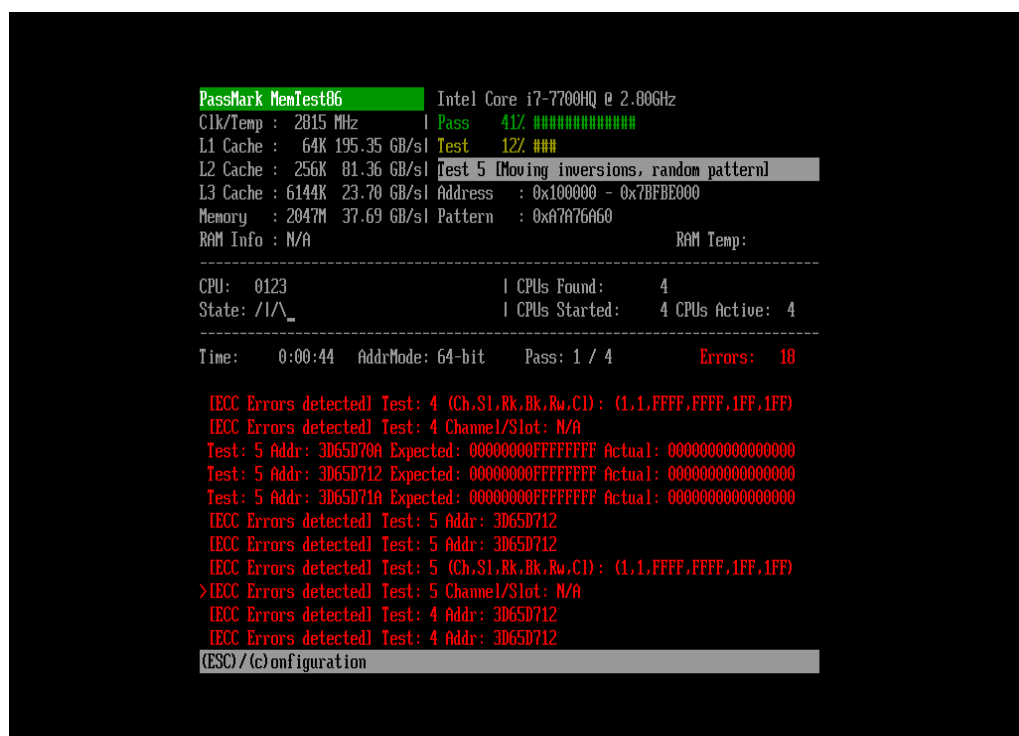 PassMark MemTest86 Intel Core i7-7700HQ @ 2.80GHz
Clk/Temp : 2815 MHz | Pass 41% #############
L1 Cache : 64K 195.35 GB/s| Test 12% ###
L2 Cache : 256K 81.36 GB/s| Test 5 [Moving inversions, random pattern]
L3 Cache : 6144K 23.70 GB/s| Address : 0x100000 - 0x7BFBE000
Memory : 2047M 37.69 GB/s| Pattern : 0xA7A76A60
RAM Info : N/A RAM Temp:
------------------------------------------------------------------------------
CPU: 0123 | CPUs Found: 4
State: /|/\_ | CPUs Started: 4 CPUs Active: 4
------------------------------------------------------------------------------
Time: 0:00:44 AddrMode: 64-bit Pass: 1 / 4 Errors: 18
[ECC Errors detected] Test: 4 (Ch,Sl,Rk,Bk,Rw,Cl): (1,1,FFFF,FFFF,1FF,1FF)
[ECC Errors detected] Test: 4 Channel/Slot: N/A
Test: 5 Addr: 3D65D70A Expected: 00000000FFFFFFFF Actual: 0000000000000000
Test: 5 Addr: 3D65D712 Expected: 00000000FFFFFFFF Actual: 0000000000000000
Test: 5 Addr: 3D65D71A Expected: 00000000FFFFFFFF Actual: 0000000000000000
[ECC Errors detected] Test: 5 Addr: 3D65D712
[ECC Errors detected] Test: 5 Addr: 3D65D712
[ECC Errors detected] Test: 5 (Ch,Sl,Rk,Bk,Rw,Cl): (1,1,FFFF,FFFF,1FF,1FF)
>[ECC Errors detected] Test: 5 Channel/Slot: N/A
[ECC Errors detected] Test: 4 Addr: 3D65D712
[ECC Errors detected] Test: 4 Addr: 3D65D712
(ESC)/(c)onfiguration